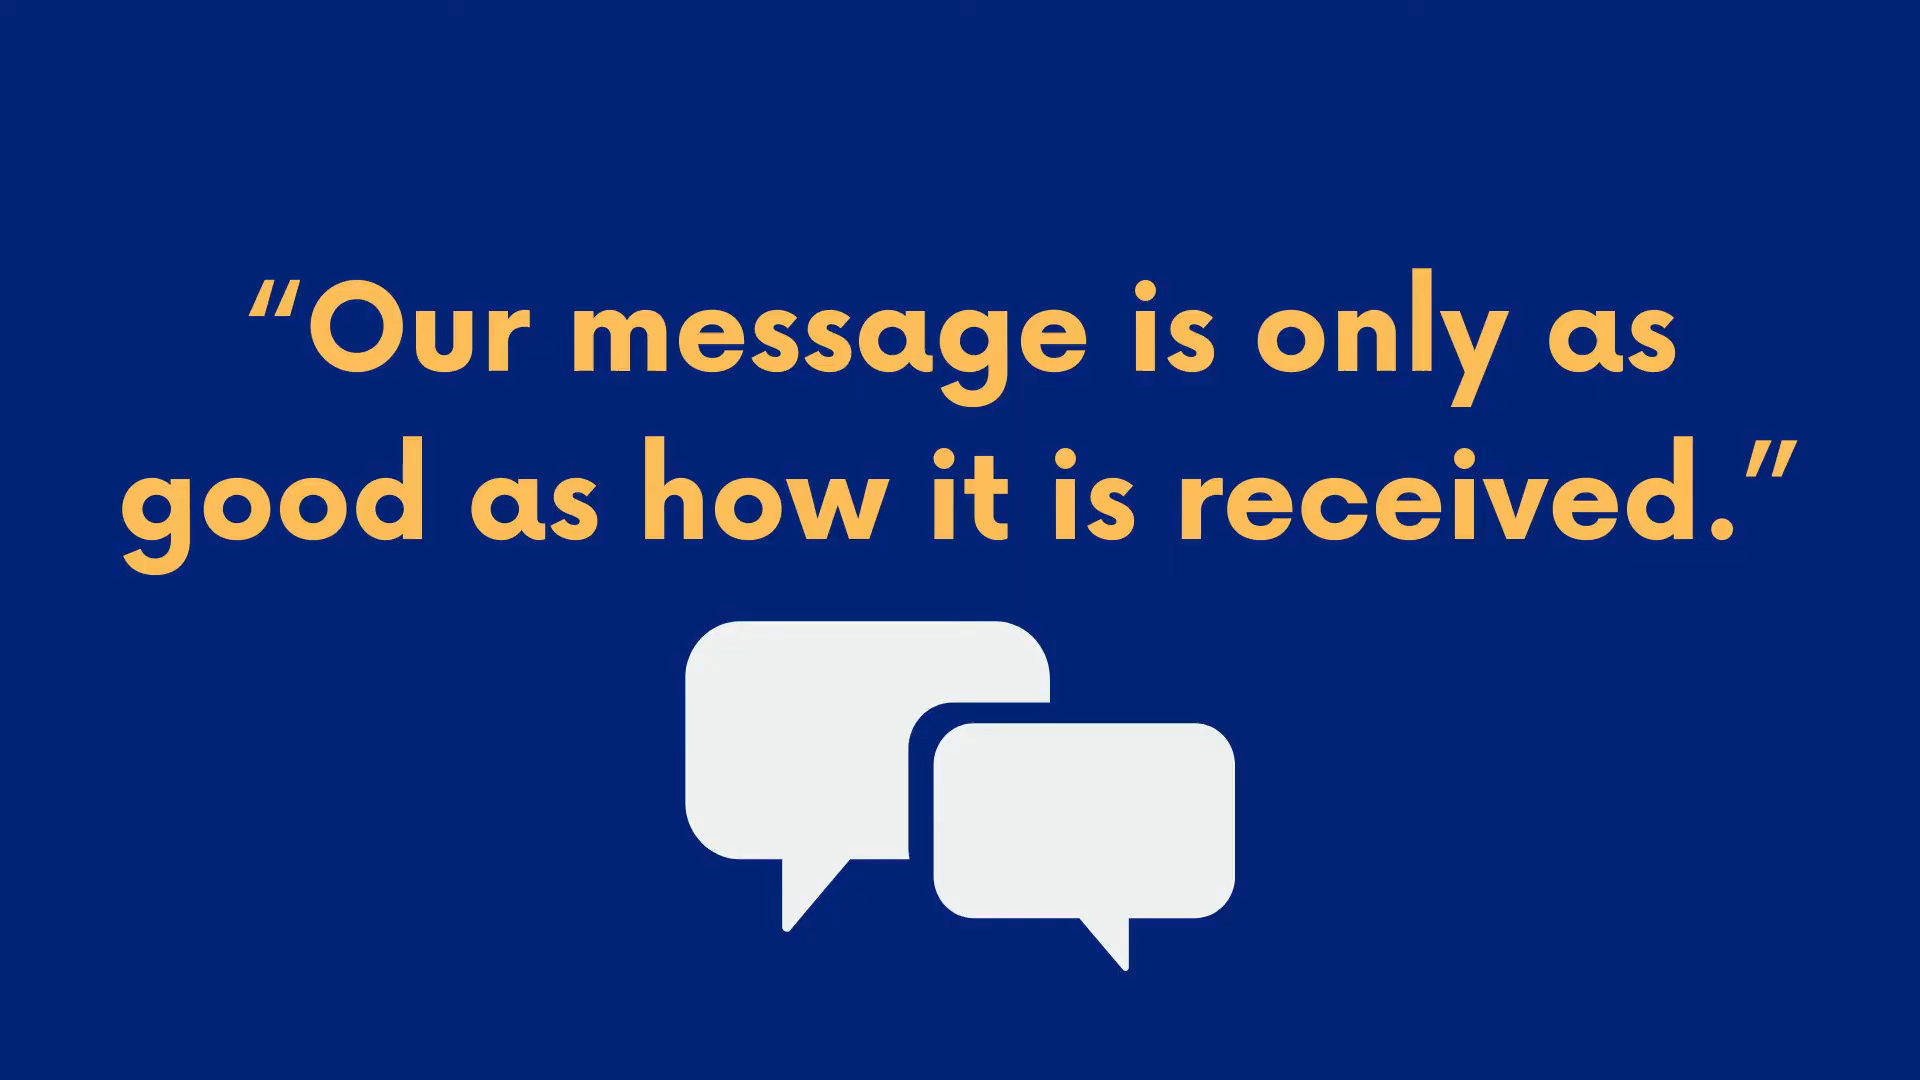 “Our message is only as
good as how it is received.”